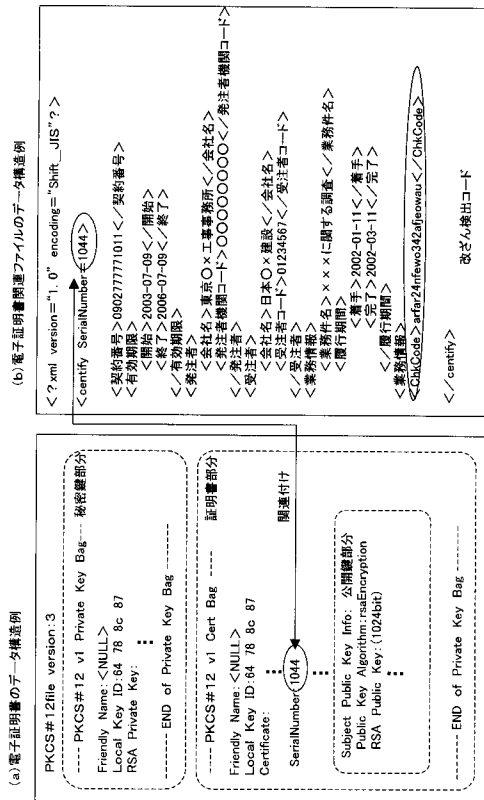 (a)電子証明書のデータ構造例
PKCS#12file version:3
----- PKCS#12 v1 Private Key Bag--- 秘密鍵部分
Friendly Name:<NULL>
Local Key ID:64 78 8c 87
RSA Private Key:
----- END of Private Key Bag -----
----- PKCS#12 v1 Cert Bag ---- 証明書部分
Friendly Name:<NULL>
Local Key ID:64 78 8c 87
Certificate:
SerialNumber:1044
関連付け
Subject Public Key Info: 公開鍵部分
Public Key Algorithm:rsaEncryption
RSA Public Key:(1024bit)
----- END of Private Key Bag -----
(b)電子証明書関連ファイルのデータ構造例
<?xml version="1.0" encoding="Shift_JIS"?>
<centify SerialNumber=1044>
<契約番号>0902777771011</契約番号>
<有効期限>
<開始>2003-07-09</開始>
<終了>2006-07-09</終了>
</有効期限>
<発注者>
<会社名>東京○×工事事務所</会社名>
<発注者機関コード>○○○○○○○○○</発注者機関コード>
</発注者>
<受注者>
<会社名>日本○×建設</会社名>
<受注者コード>01234567</受注者コード>
</受注者>
<業務情報>
<業務件名>×××に関する調査</業務件名>
<履行期間>
<着手>2002-01-11</着手>
<完了>2002-03-11</完了>
</履行期間>
<業務情報>
<ChkCode>arfar24nfewo342afjeowau</ChkCode>
改ざん検出コード
</certify>